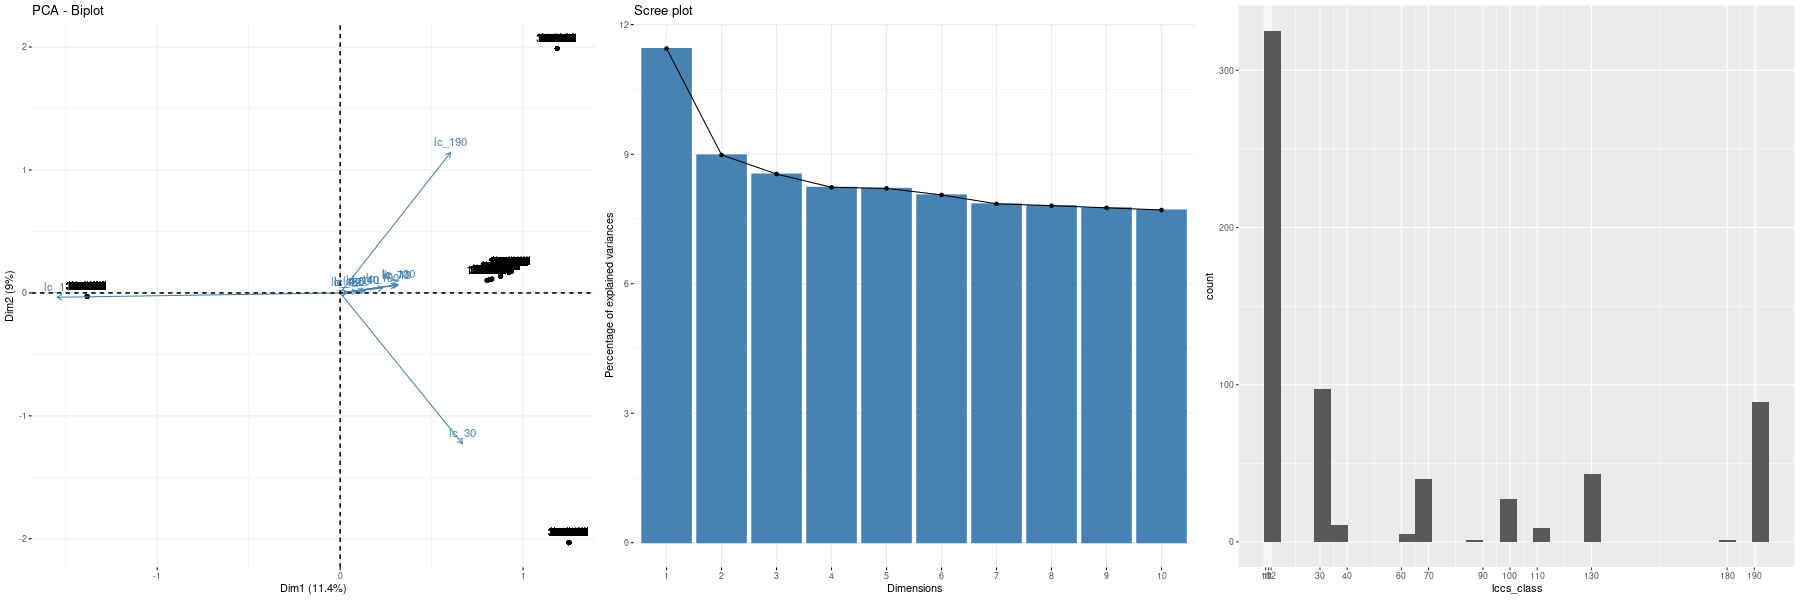 PCA - Biplot
2
1
0
-1
-2
Dim2 (9%)
lc_190
lc_1
lc_30
-1
0
1
Dim1 (11.4%)
Scree plot
12
9
6
3
0
Percentage of explained variances
1 2 3 4 5 6 7 8 9 10
Dimensions
300
200
100
0
count
30 40 60 70 90 100 110 130 180 190
lccs_class